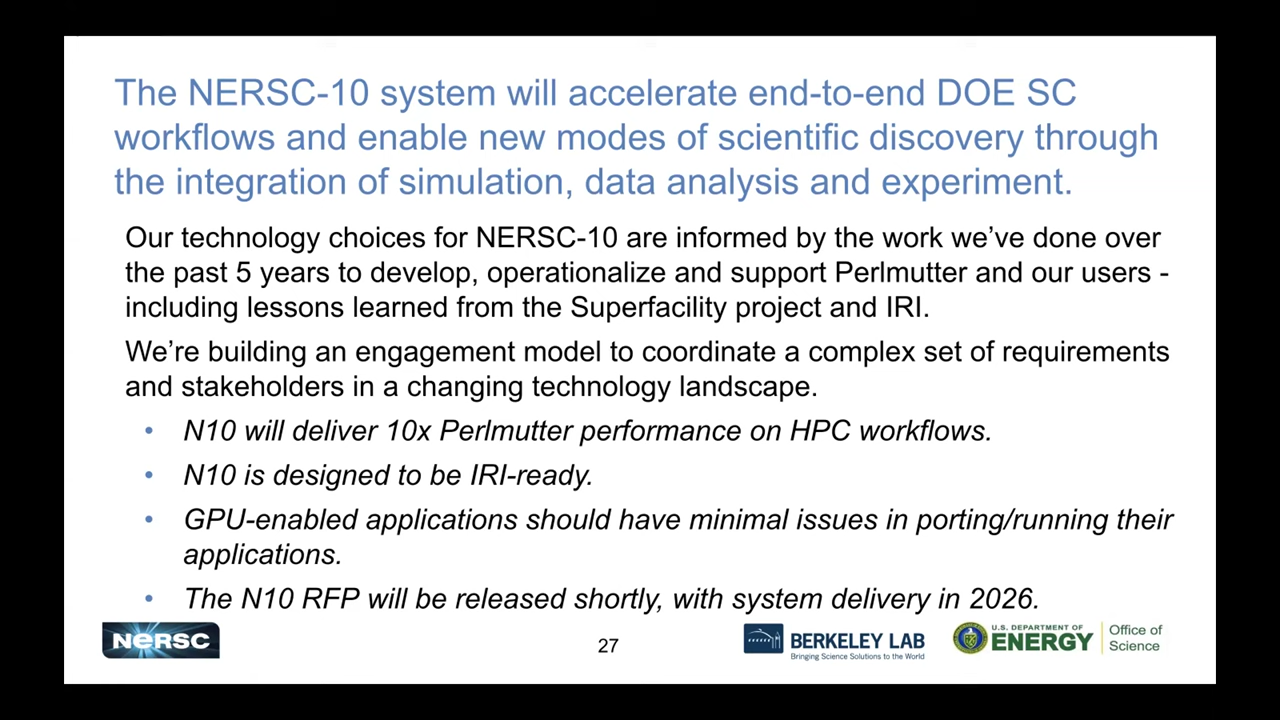 The NERSC-10 system will accelerate end-to-end DOE SC
workflows and enable new modes of scientific discovery through
the integration of simulation, data analysis and experiment.
Our technology choices for NERSC-10 are informed by the work we’ve done over
the past 5 years to develop, operationalize and support Perlmutter and our users -
including lessons learned from the Superfacility project and IRI.
We’re building an engagement model to coordinate a complex set of requirements
and stakeholders in a changing technology landscape.
• N10 will deliver 10x Perlmutter performance on HPC workflows.
• N10 is designed to be IRI-ready.
• GPU-enabled applications should have minimal issues in porting/running their
applications.
• The N10 RFP will be released shortly, with system delivery in 2026.
NERSC
27
BERKELEY LAB
Bringing Science Solutions to the World
U.S. DEPARTMENT OF
ENERGY
Office of
Science